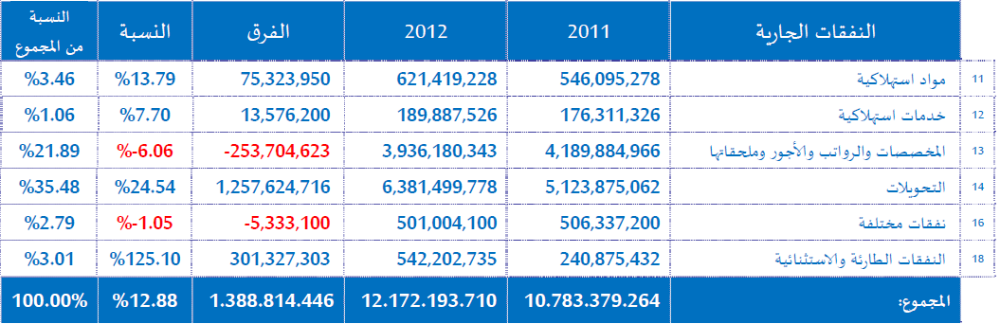 النفقات الجارية 2011 2012 الفرق النسبة النسبة من المجموع
11 مواد استهلاكية 546,095,278 621,419,228 75,323,950 %13.79 %3.46
12 خدمات استهلاكية 176,311,326 189,887,526 13,576,200 %7.70 %1.06
13 المخصصات والرواتب والأجور وملحقاتها 4,189,884,966 3,936,180,343 -253,704,623 %-6.06 %21.89
14 التحويلات 5,123,875,062 6,381,499,778 1,257,624,716 %24.54 %35.48
16 نفقات مختلفة 506,337,200 501,004,100 -5,333,100 %-1.05 %2.79
18 النفقات الطارئة والاستثنائية 240,875,432 542,202,735 301,327,303 %125.10 %3.01
المجموع: 10.783.379.264 12.172.193.710 1.388.814.446 %12.88 100.00%